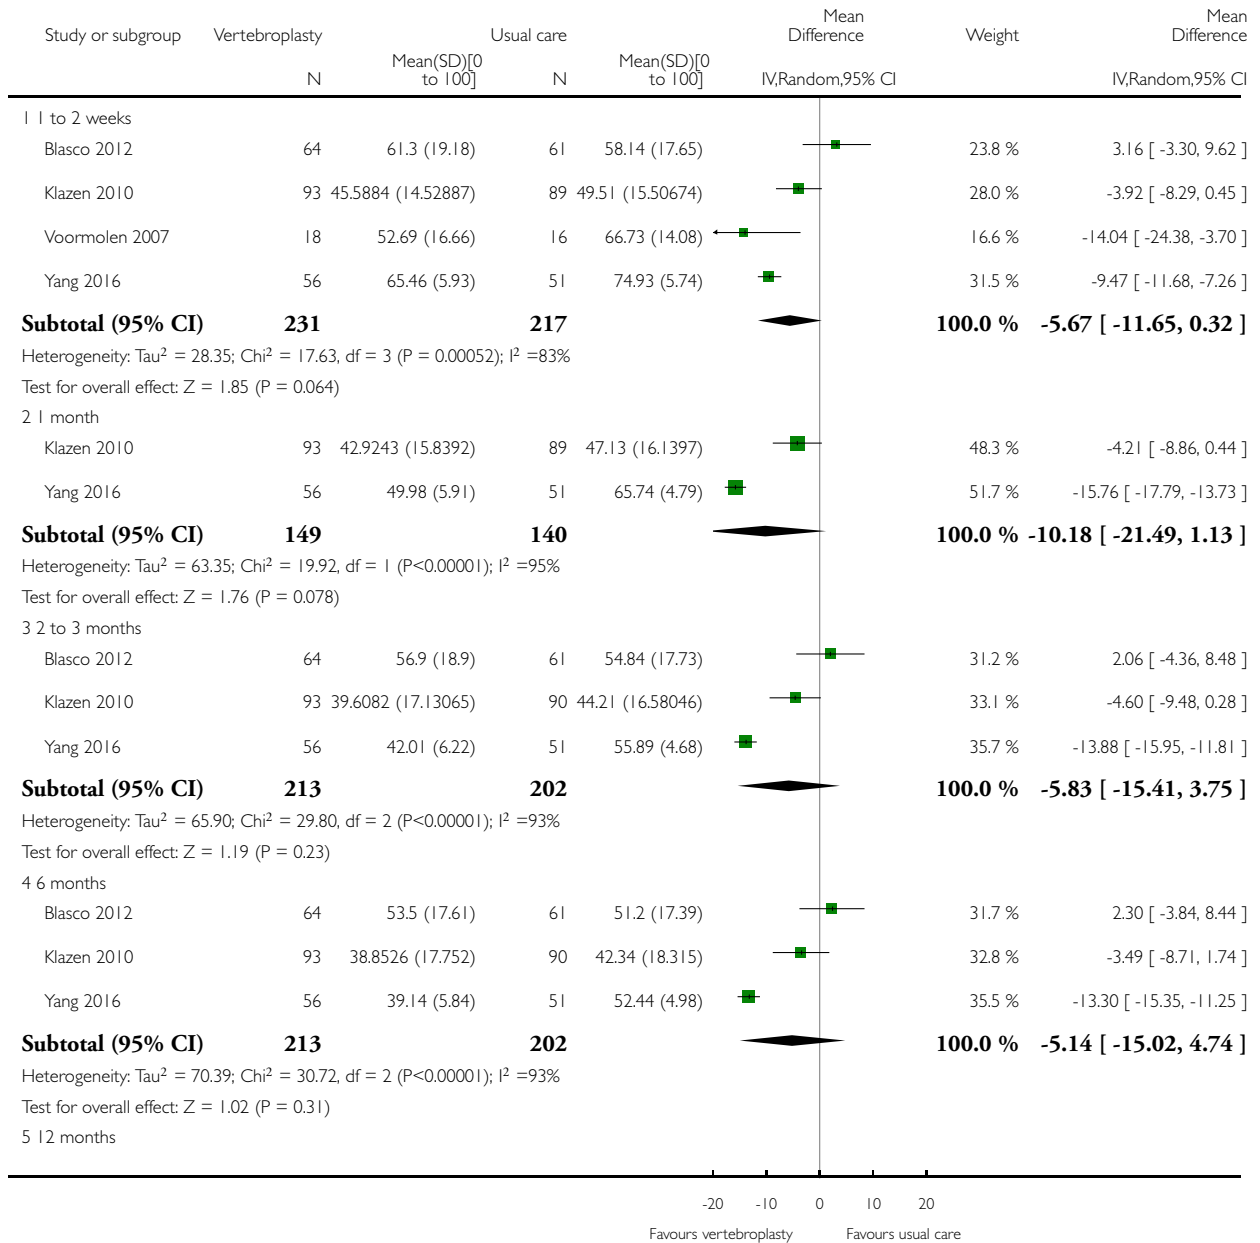 Study or subgroup Vertebroplasty Usual care Mean Difference Weight Mean Difference
N Mean(SD)[0 to 100] N Mean(SD)[0 to 100] IV,Random,95% CI IV,Random,95% CI
1 1 to 2 weeks
Blasco 2012 64 61.3 (19.18) 61 58.14 (17.65) 23.8 % 3.16 [ -3.30, 9.62 ]
Klazen 2010 93 45.5884 (14.52887) 89 49.51 (15.50674) 28.0 % -3.92 [ -8.29, 0.45 ]
Voormolen 2007 18 52.69 (16.66) 16 66.73 (14.08) 16.6 % -14.04 [ -24.38, -3.70 ]
Yang 2016 56 65.46 (5.93) 51 74.93 (5.74) 31.5 % -9.47 [ -11.68, -7.26 ]
Subtotal (95% CI) 231 217 100.0 % -5.67 [ -11.65, 0.32 ]
Heterogeneity: Tau² = 28.35; Chi² = 17.63, df = 3 (P = 0.00052); I² =83%
Test for overall effect: Z = 1.85 (P = 0.064)
2 1 month
Klazen 2010 93 42.9243 (15.8392) 89 47.13 (16.1397) 48.3 % -4.21 [ -8.86, 0.44 ]
Yang 2016 56 49.98 (5.91) 51 65.74 (4.79) 51.7 % -15.76 [ -17.79, -13.73 ]
Subtotal (95% CI) 149 140 100.0 % -10.18 [ -21.49, 1.13 ]
Heterogeneity: Tau² = 63.35; Chi² = 19.92, df = 1 (P<0.00001); I² =95%
Test for overall effect: Z = 1.76 (P = 0.078)
3 2 to 3 months
Blasco 2012 64 56.9 (18.9) 61 54.84 (17.73) 31.2 % 2.06 [ -4.36, 8.48 ]
Klazen 2010 93 39.6082 (17.13065) 90 44.21 (16.58046) 33.1 % -4.60 [ -9.48, 0.28 ]
Yang 2016 56 42.01 (6.22) 51 55.89 (4.68) 35.7 % -13.88 [ -15.95, -11.81 ]
Subtotal (95% CI) 213 202 100.0 % -5.83 [ -15.41, 3.75 ]
Heterogeneity: Tau² = 65.90; Chi² = 29.80, df = 2 (P<0.00001); I² =93%
Test for overall effect: Z = 1.19 (P = 0.23)
4 6 months
Blasco 2012 64 53.5 (17.61) 61 51.2 (17.39) 31.7 % 2.30 [ -3.84, 8.44 ]
Klazen 2010 93 38.8526 (17.752) 90 42.34 (18.315) 32.8 % -3.49 [ -8.71, 1.74 ]
Yang 2016 56 39.14 (5.84) 51 52.44 (4.98) 35.5 % -13.30 [ -15.35, -11.25 ]
Subtotal (95% CI) 213 202 100.0 % -5.14 [ -15.02, 4.74 ]
Heterogeneity: Tau² = 70.39; Chi² = 30.72, df = 2 (P<0.00001); I² =93%
Test for overall effect: Z = 1.02 (P = 0.31)
5 12 months
-20 -10 0 10 20
Favours vertebroplasty Favours usual care